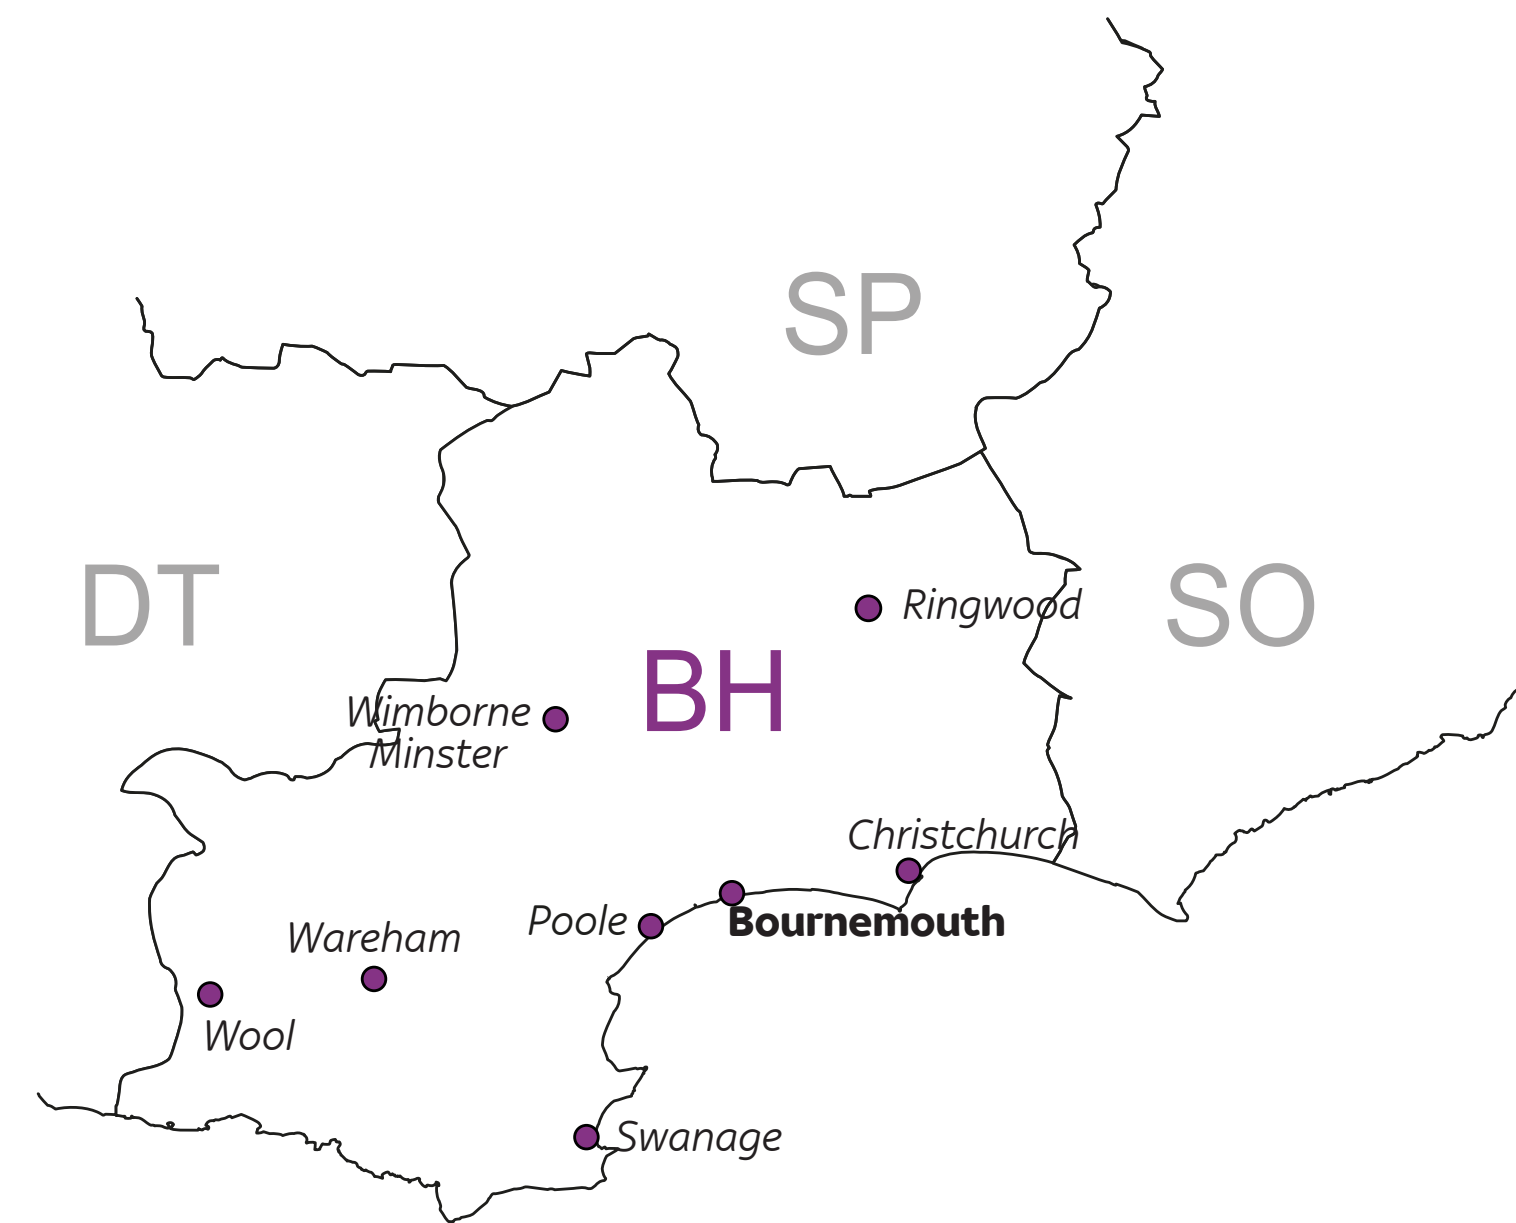 SP
DT
SO
Ringwood
BH
Wimborne
Minster
Christchurch
Poole
Bournemouth
Wareham
Wool
Swanage